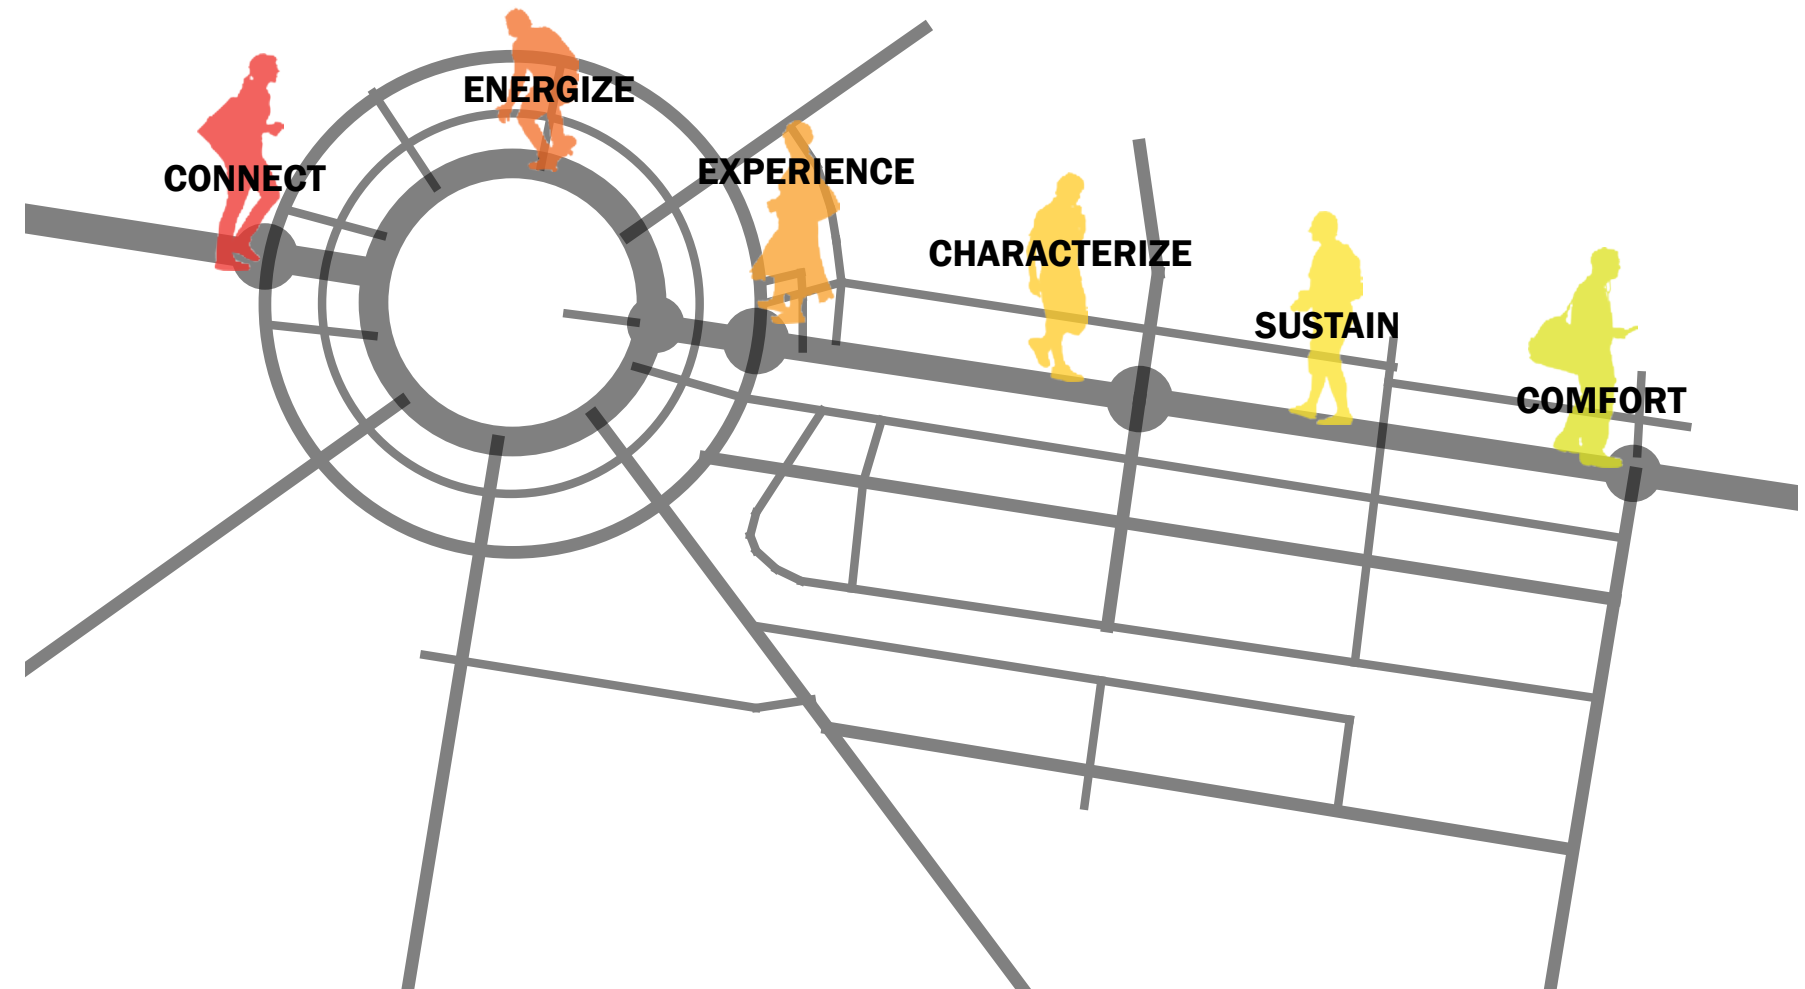 CONNECT
ENERGIZE
EXPERIENCE
CHARACTERIZE
SUSTAIN
COMFORT